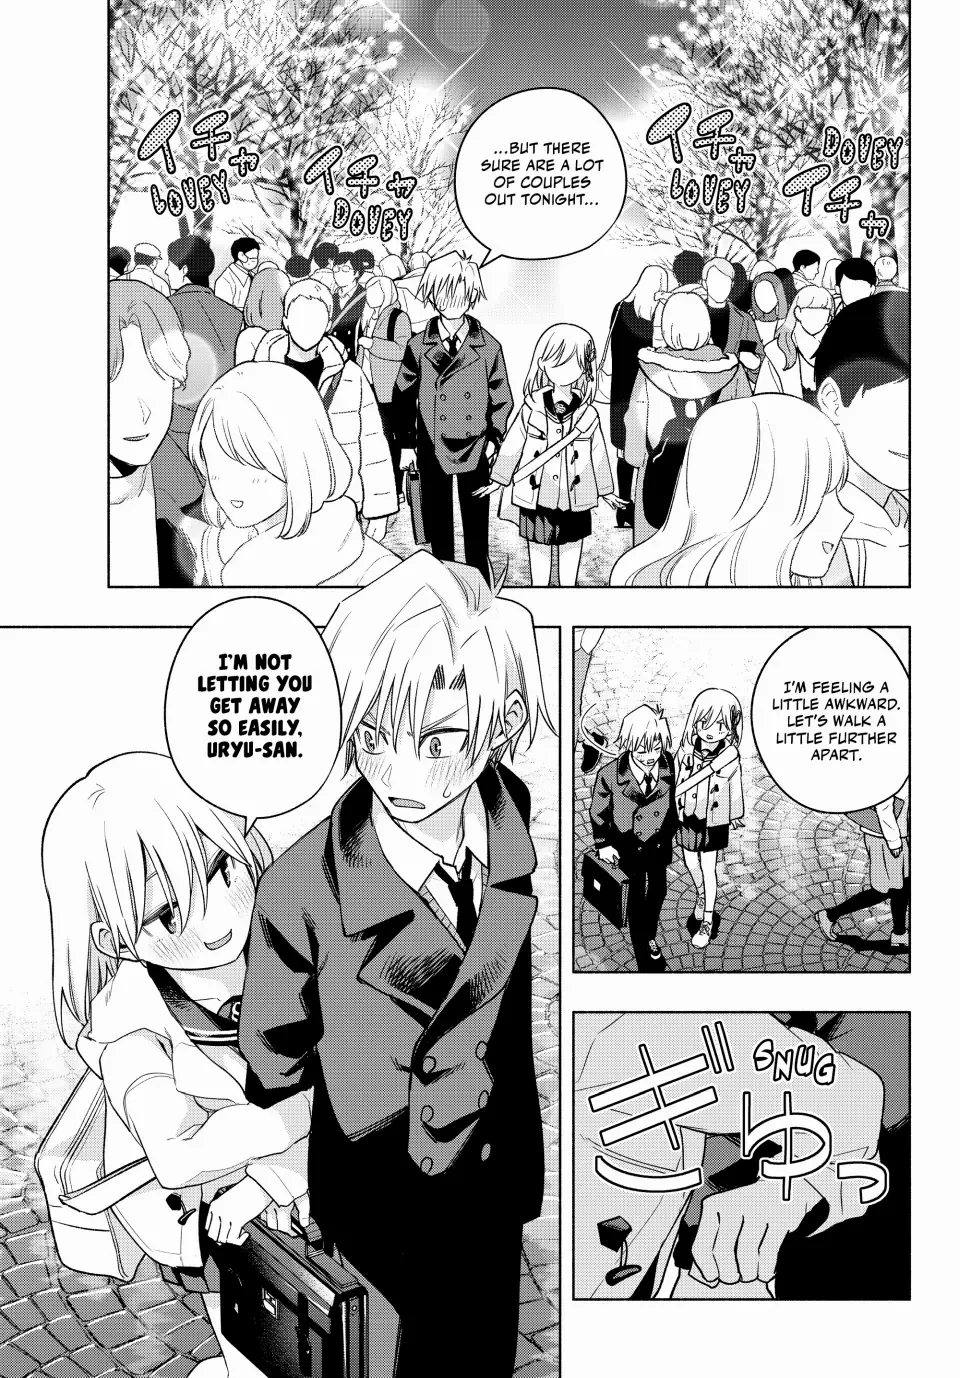 イチャ
DOVEY
イチャ
LOVEY
...BUT THERE
SURE ARE A LOT
OF COUPLES
OUT TONIGHT...
イチャ
DOVEY
イチャ
LOVEY
I'M FEELING A
LITTLE AWKWARD.
LET'S WALK A
LITTLE FURTHER
APART.
SNUG
ぎゅっ
I'M NOT
LETTING YOU
GET AWAY
SO EASILY,
URYU-SAN.